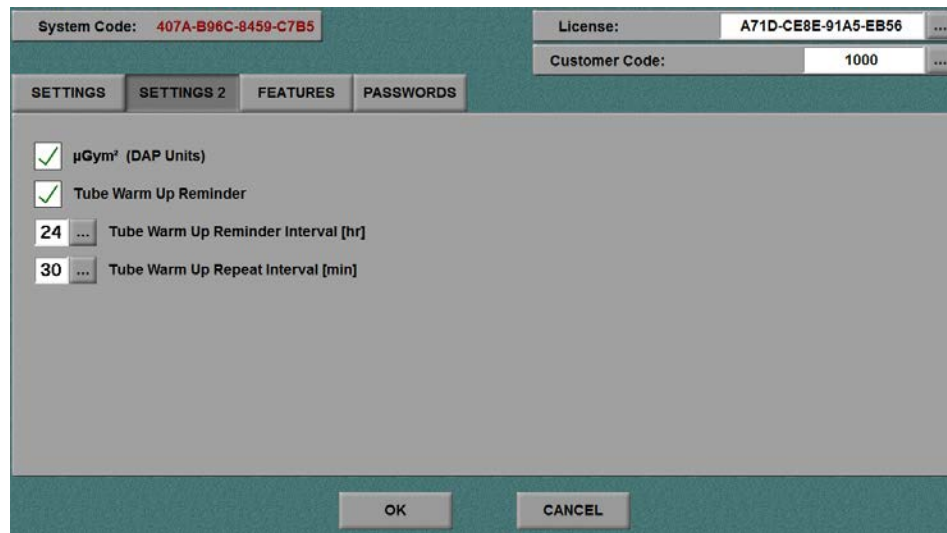 System Code: 407A-B96C-8459-C7B5
License: A71D-CE8E-91A5-EB56 ...
Customer Code: 1000 ...
SETTINGS SETTINGS 2 FEATURES PASSWORDS
µGym² (DAP Units)
Tube Warm Up Reminder
24 ... Tube Warm Up Reminder Interval [hr]
30 ... Tube Warm Up Repeat Interval [min]
OK CANCEL